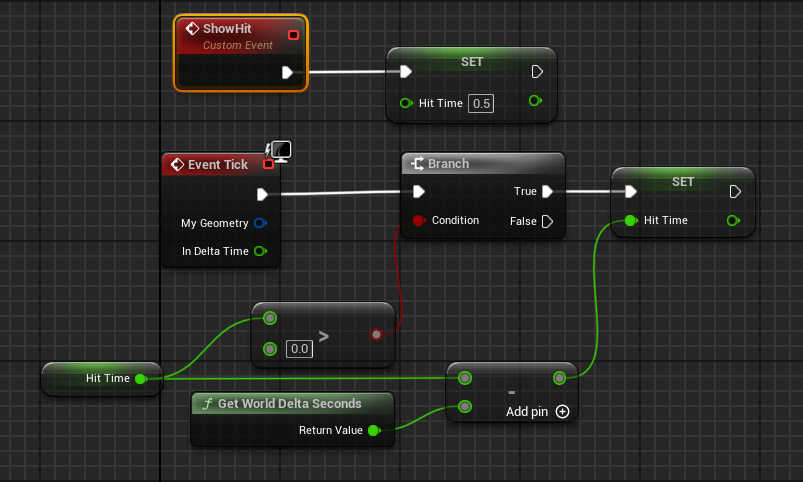 ShowHit
Custom Event
SET
Hit Time 0.5
Event Tick
My Geometry
In Delta Time
Branch
True
Condition False
SET
Hit Time
>
0.0
Hit Time
-
Add pin
f Get World Delta Seconds
Return Value